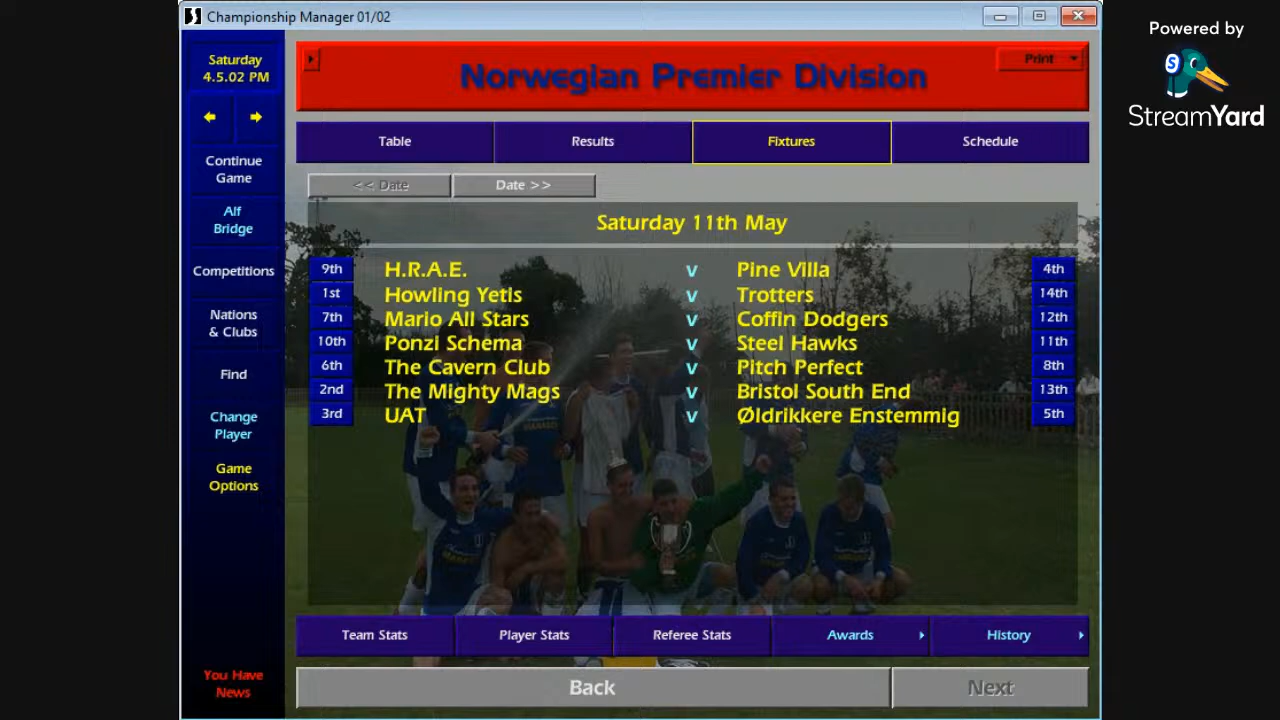 Championship Manager 01/02
Powered by
StreamYard
Saturday
4.5.02 PM
Norwegian Premier Division
Print
Table
Results
Fixtures
Schedule
Continue
Game
Alf
Bridge
Competitions
Nations
& Clubs
Find
Change
Player
Game
Options
You Have
News
<< Date
Date >>
Saturday 11th May
9th H.R.A.E. v Pine Villa 4th
1st Howling Yetis v Trotters 14th
7th Mario All Stars v Coffin Dodgers 12th
10th Ponzi Schema v Steel Hawks 11th
6th The Cavern Club v Pitch Perfect 8th
2nd The Mighty Mags v Bristol South End 13th
3rd UAT v Øldrikkere Enstemmig 5th
Team Stats
Player Stats
Referee Stats
Awards
History
Back
Next